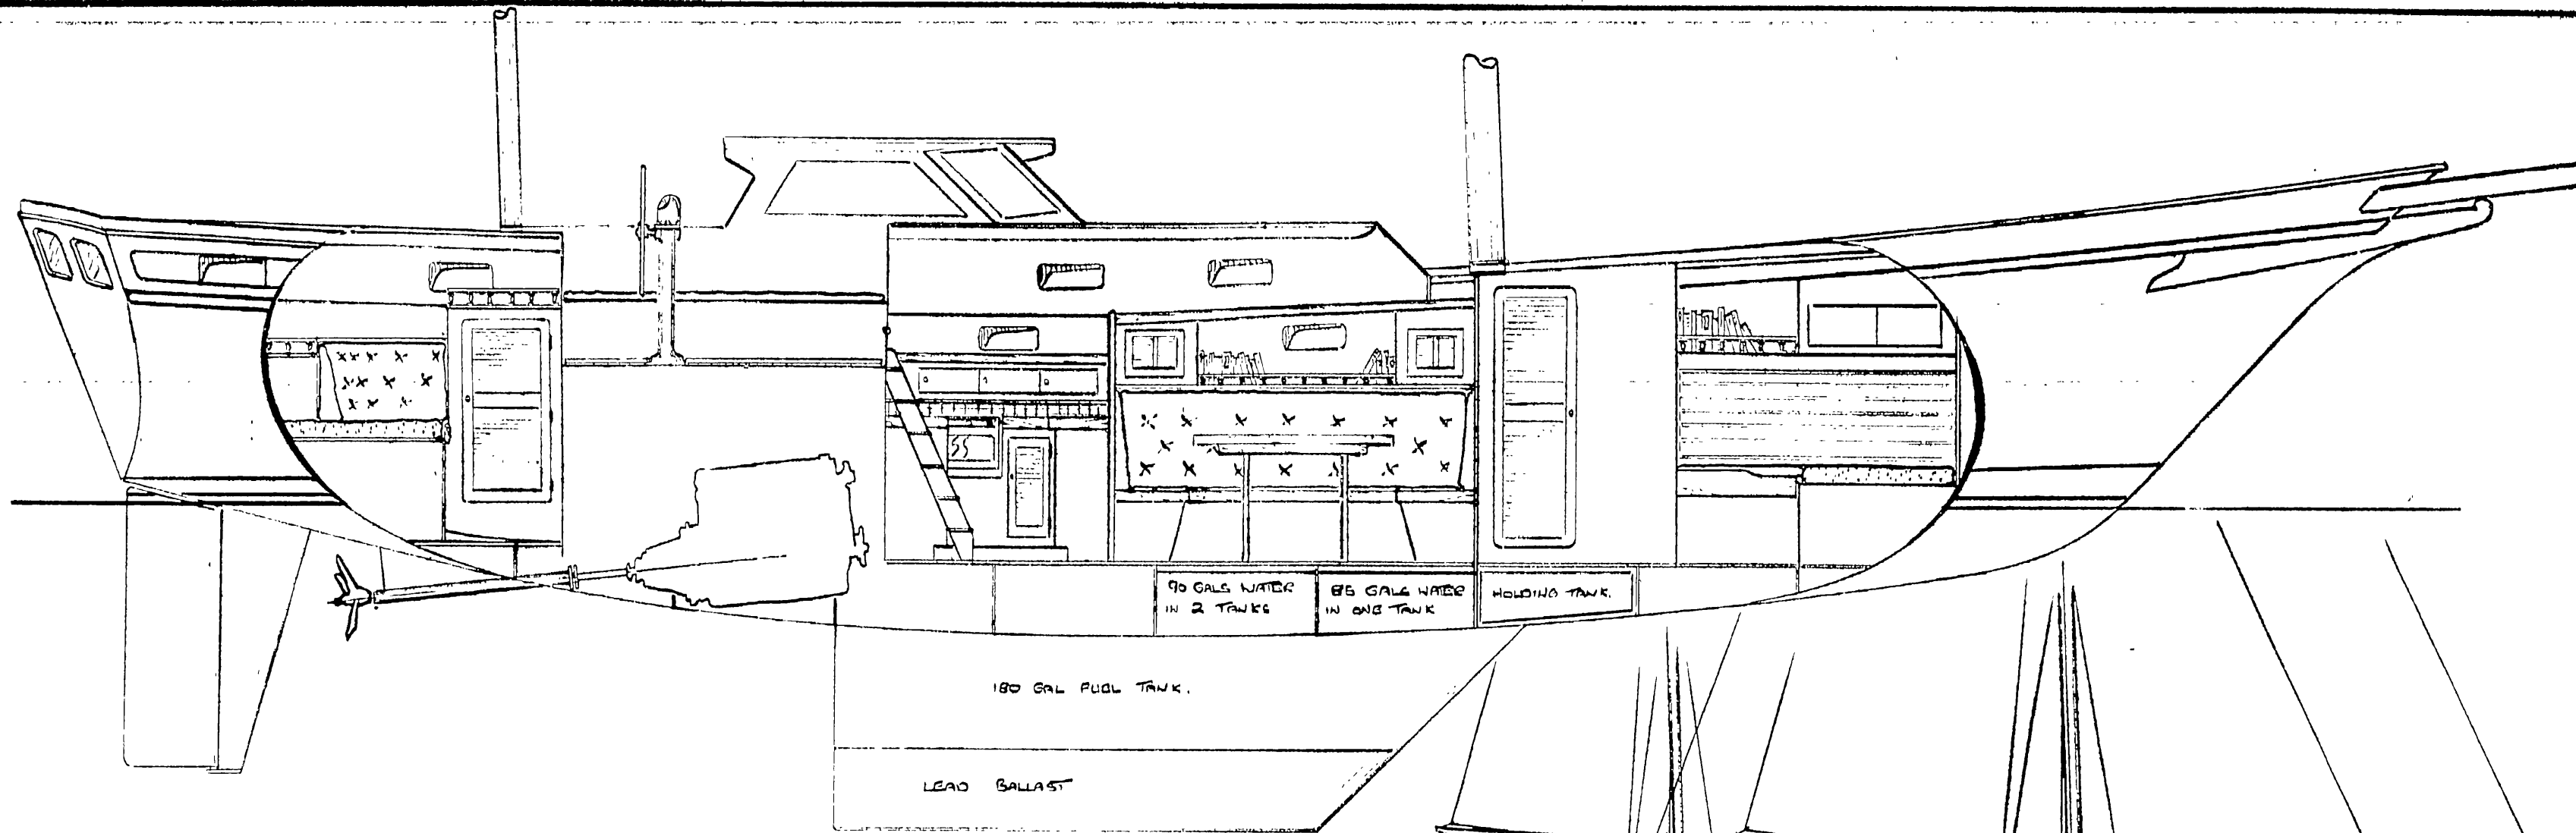 90 GALS WATER
IN 2 TANKS
85 GALS WATER
IN ONE TANK
HOLDING TANK.
180 GAL FUEL TANK.
LEAD BALLAST